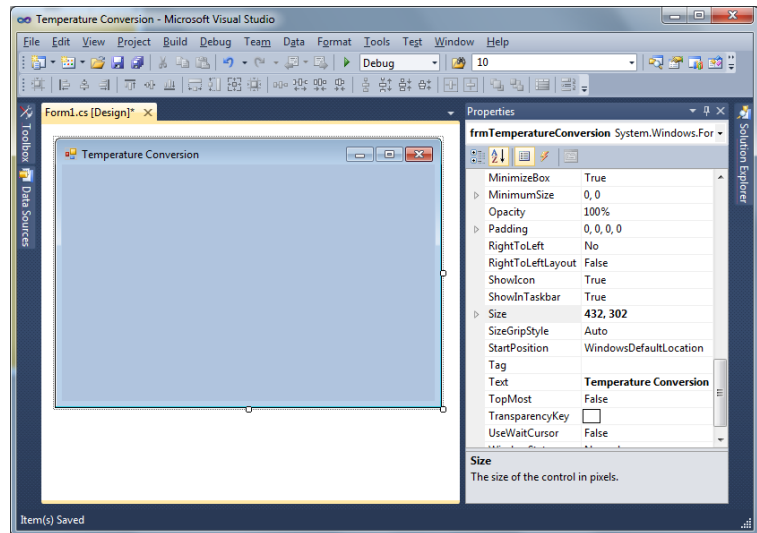 Temperature Conversion - Microsoft Visual Studio
File Edit View Project Build Debug Team Data Format Tools Test Window Help
Debug 10
Form1.cs [Design]* Properties
Toolbox
Data Sources
Temperature Conversion
frmTemperatureConversion System.Windows.For
Solution Explorer
MinimizeBox True
MinimumSize 0, 0
Opacity 100%
Padding 0, 0, 0, 0
RightToLeft No
RightToLeftLayout False
ShowIcon True
ShowInTaskbar True
Size 432, 302
SizeGripStyle Auto
StartPosition WindowsDefaultLocation
Tag
Text Temperature Conversion
TopMost False
TransparencyKey
UseWaitCursor False
Size
The size of the control in pixels.
Item(s) Saved